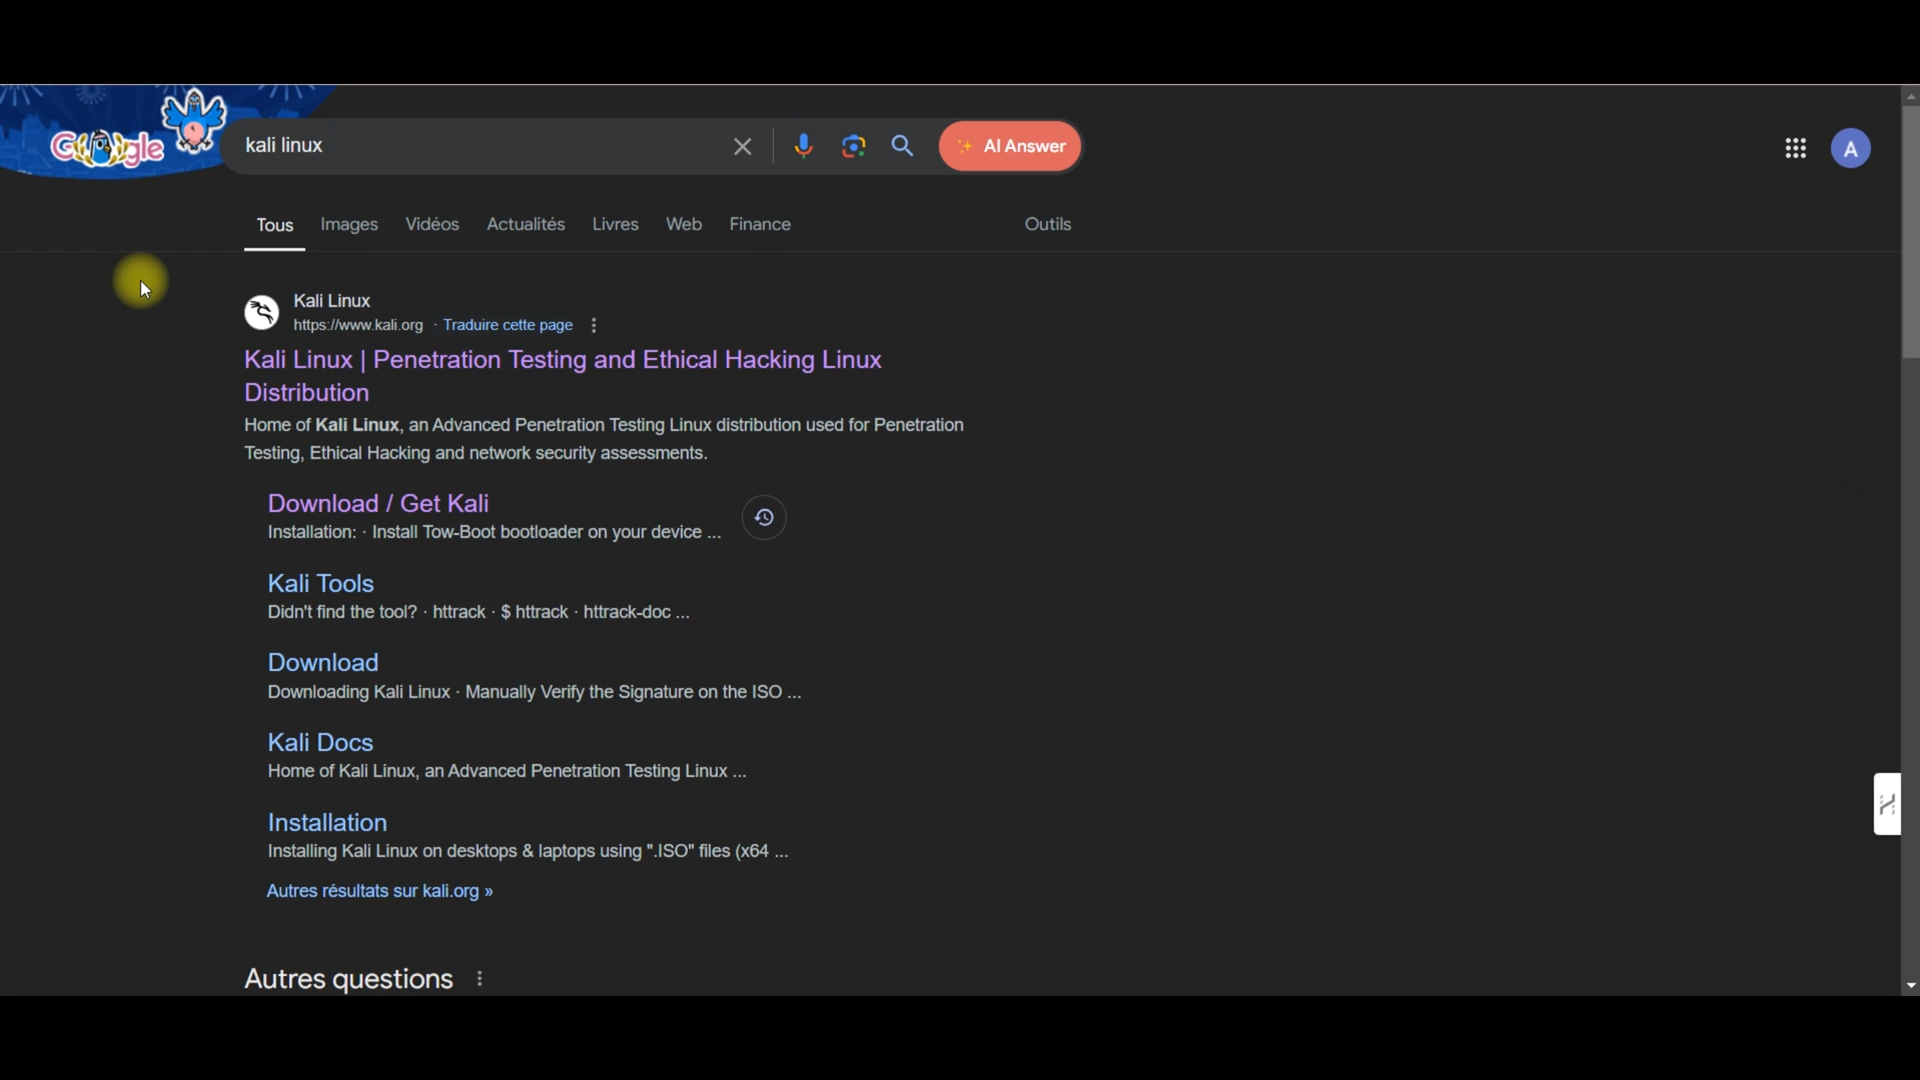 Google
kali linux
AI Answer
A
Tous Images Vidéos Actualités Livres Web Finance Outils
Kali Linux
https://www.kali.org · Traduire cette page
Kali Linux | Penetration Testing and Ethical Hacking Linux
Distribution
Home of Kali Linux, an Advanced Penetration Testing Linux distribution used for Penetration
Testing, Ethical Hacking and network security assessments.
Download / Get Kali
Installation: · Install Tow-Boot bootloader on your device ...
Kali Tools
Didn't find the tool? · httrack · $ httrack · httrack-doc ...
Download
Downloading Kali Linux · Manually Verify the Signature on the ISO ...
Kali Docs
Home of Kali Linux, an Advanced Penetration Testing Linux ...
Installation
Installing Kali Linux on desktops & laptops using ".ISO" files (x64 ...
Autres résultats sur kali.org »
Autres questions